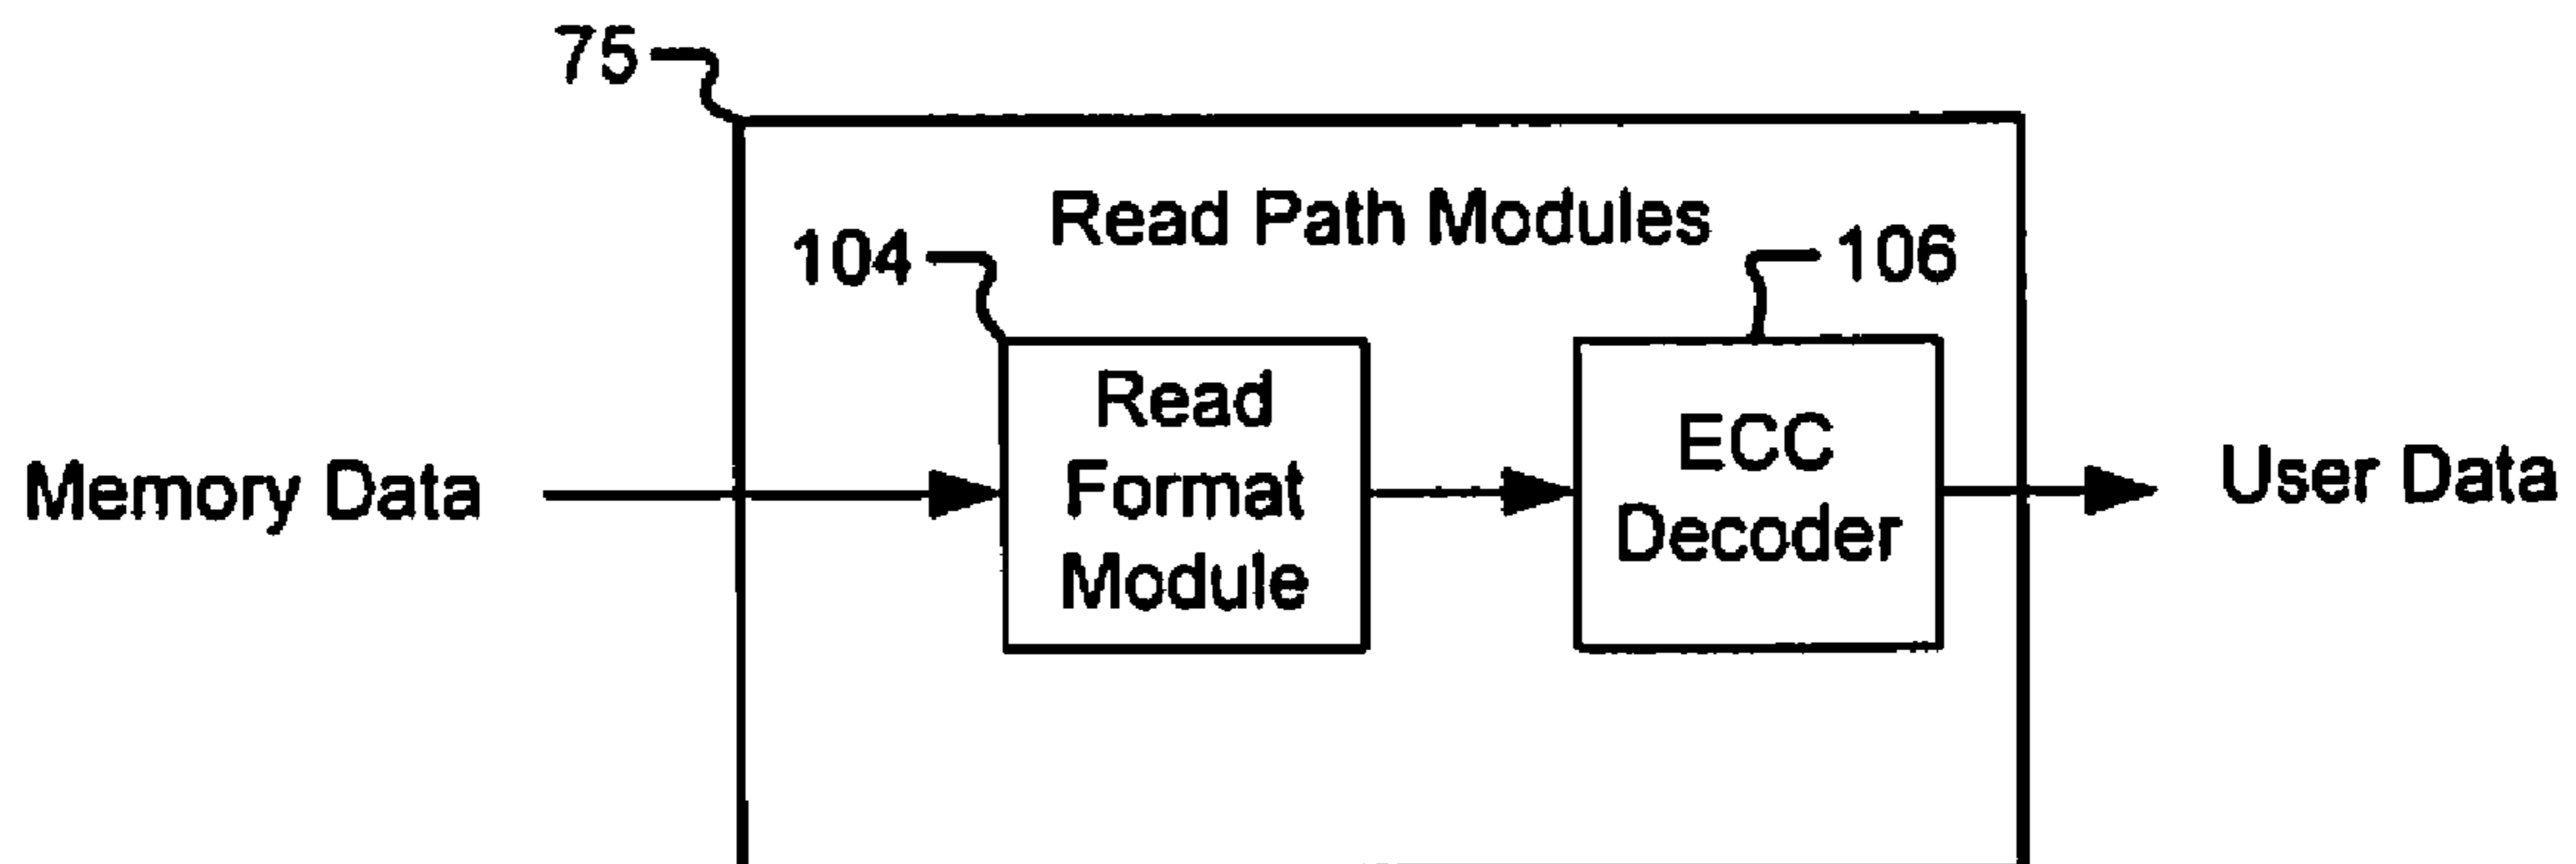 75
Read Path Modules
104
106
Read
Format
Module
ECC
Decoder
Memory Data
User Data